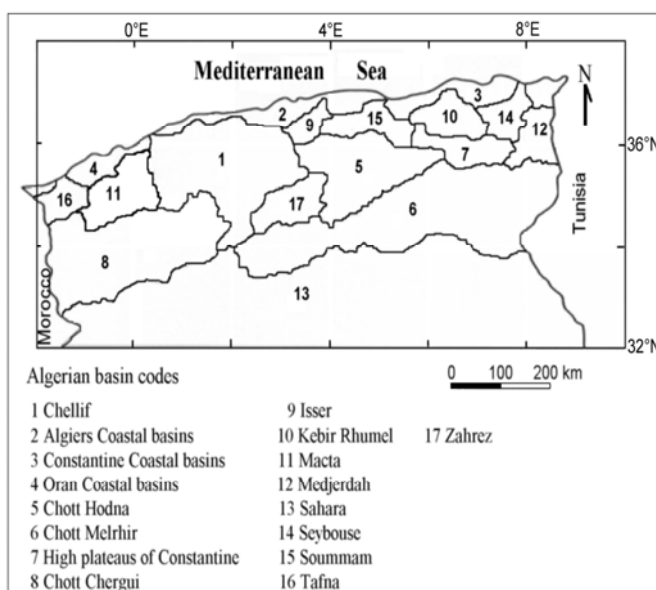 0°E 4°E 8°E
Mediterranean Sea
N
3
2
9
15
10
14
12
36°N
1
7
4
5
11
16
17
6
Tunisia
8
13
Morocco
32°N
Algerian basin codes
0 100 200 km
1 Chellif
2 Algiers Coastal basins
3 Constantine Coastal basins
4 Oran Coastal basins
5 Chott Hodna
6 Chott Melrhir
7 High plateaus of Constantine
8 Chott Chergui
9 Isser
10 Kebir Rhumel
11 Macta
12 Medjerdah
13 Sahara
14 Seybouse
15 Soummam
16 Tafna
17 Zahrez